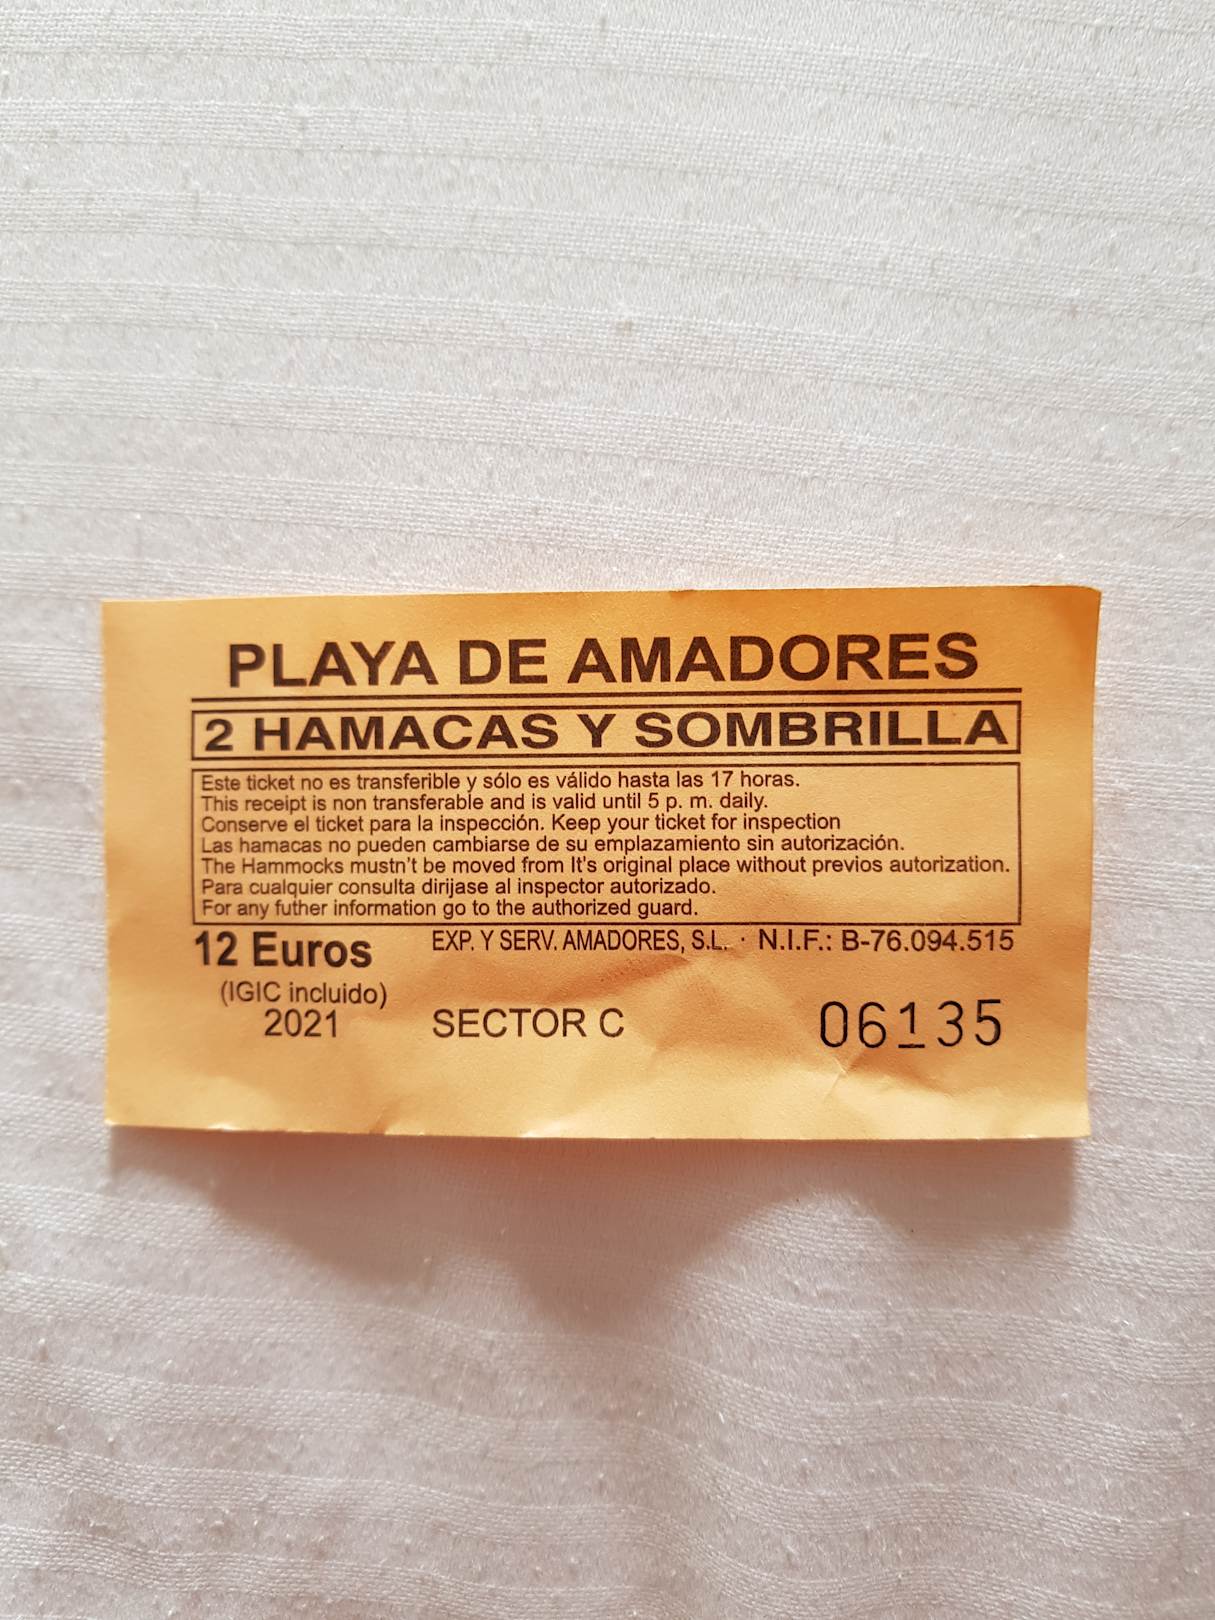 PLAYA DE AMADORES
2 HAMACAS Y SOMBRILLA
Este ticket no es transferible y sólo es válido hasta las 17 horas.
This receipt is non transferable and is valid until 5 p. m. daily.
Conserve el ticket para la inspección. Keep your ticket for inspection
Las hamacas no pueden cambiarse de su emplazamiento sin autorización.
The Hammocks mustn't be moved from It's original place without previos autorization.
Para cualquier consulta dirijase al inspector autorizado.
For any futher information go to the authorized guard.
12 Euros EXP. Y SERV. AMADORES, S.L. · N.I.F.: B-76.094.515
(IGIC incluido)
2021 SECTOR C 06135